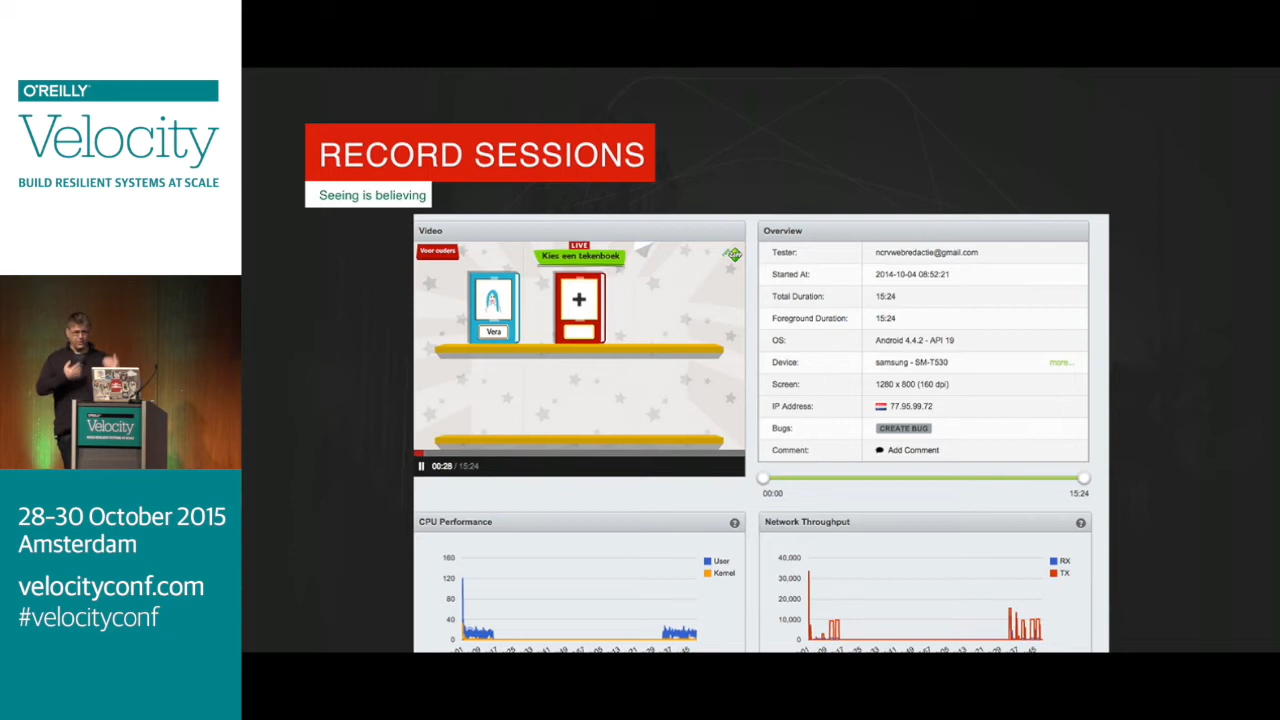 O'REILLY
Velocity
BUILD RESILIENT SYSTEMS AT SCALE
28–30 October 2015
Amsterdam
velocityconf.com
#velocityconf
O'REILLY
Velocity
RECORD SESSIONS
Seeing is believing
Video
Voor ouders
LIVE
Kies een tekenboek
Vera
00:28 / 15:24
Overview
Tester: ncrvwebredactie@gmail.com
Started At: 2014-10-04 08:52:21
Total Duration: 15:24
Foreground Duration: 15:24
OS: Android 4.4.2 - API 19
Device: samsung - SM-T530 more...
Screen: 1280 x 800 (160 dpi)
IP Address: 77.95.99.72
Bugs: CREATE BUG
Comment: Add Comment
00:00 15:24
CPU Performance ?
160
120
80
40
0
User
Kernel
Network Throughput ?
40,000
30,000
20,000
10,000
0
RX
TX